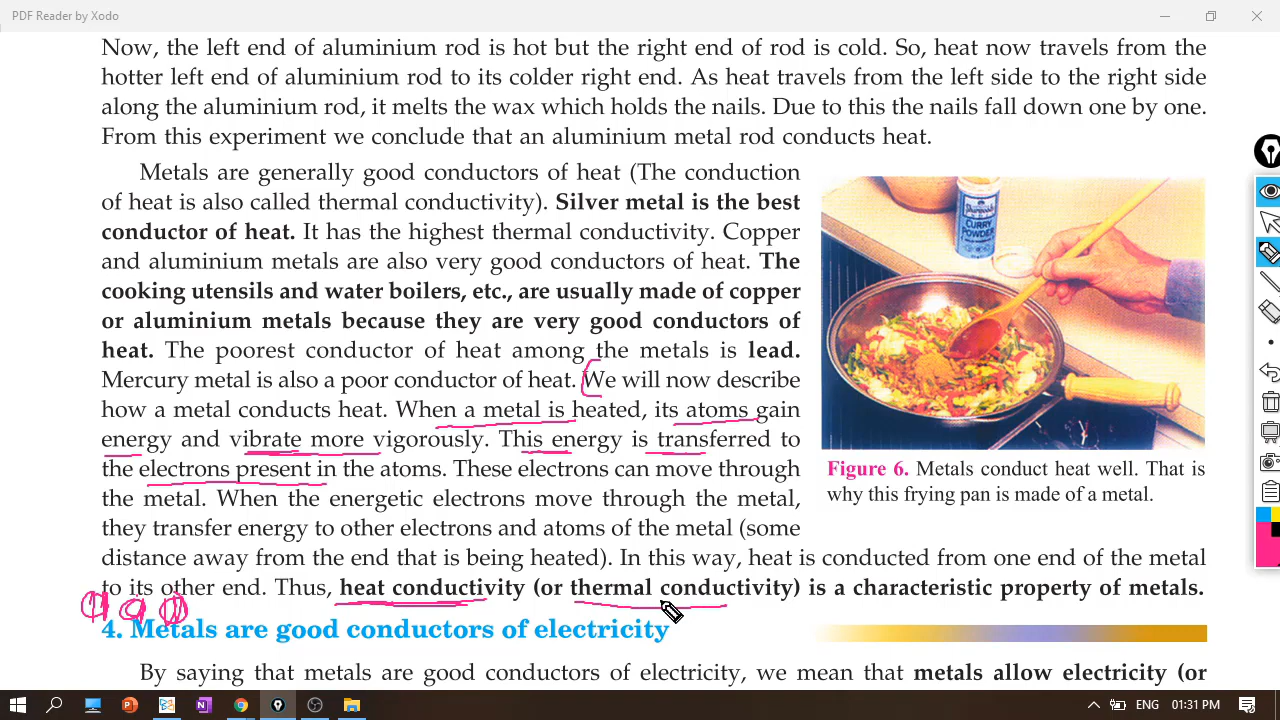 PDF Reader by Xodo
Now, the left end of aluminium rod is hot but the right end of rod is cold. So, heat now travels from the
hotter left end of aluminium rod to its colder right end. As heat travels from the left side to the right side
along the aluminium rod, it melts the wax which holds the nails. Due to this the nails fall down one by one.
From this experiment we conclude that an aluminium metal rod conducts heat.
Metals are generally good conductors of heat (The conduction
of heat is also called thermal conductivity). Silver metal is the best
conductor of heat. It has the highest thermal conductivity. Copper
and aluminium metals are also very good conductors of heat. The
cooking utensils and water boilers, etc., are usually made of copper
or aluminium metals because they are very good conductors of
heat. The poorest conductor of heat among the metals is lead.
Mercury metal is also a poor conductor of heat. We will now describe
how a metal conducts heat. When a metal is heated, its atoms gain
energy and vibrate more vigorously. This energy is transferred to
the electrons present in the atoms. These electrons can move through
the metal. When the energetic electrons move through the metal,
they transfer energy to other electrons and atoms of the metal (some
distance away from the end that is being heated). In this way, heat is conducted from one end of the metal
to its other end. Thus, heat conductivity (or thermal conductivity) is a characteristic property of metals.
CURRY
POWDER
Figure 6. Metals conduct heat well. That is
why this frying pan is made of a metal.
4. Metals are good conductors of electricity
By saying that metals are good conductors of electricity, we mean that metals allow electricity (or
ENG
01:31 PM